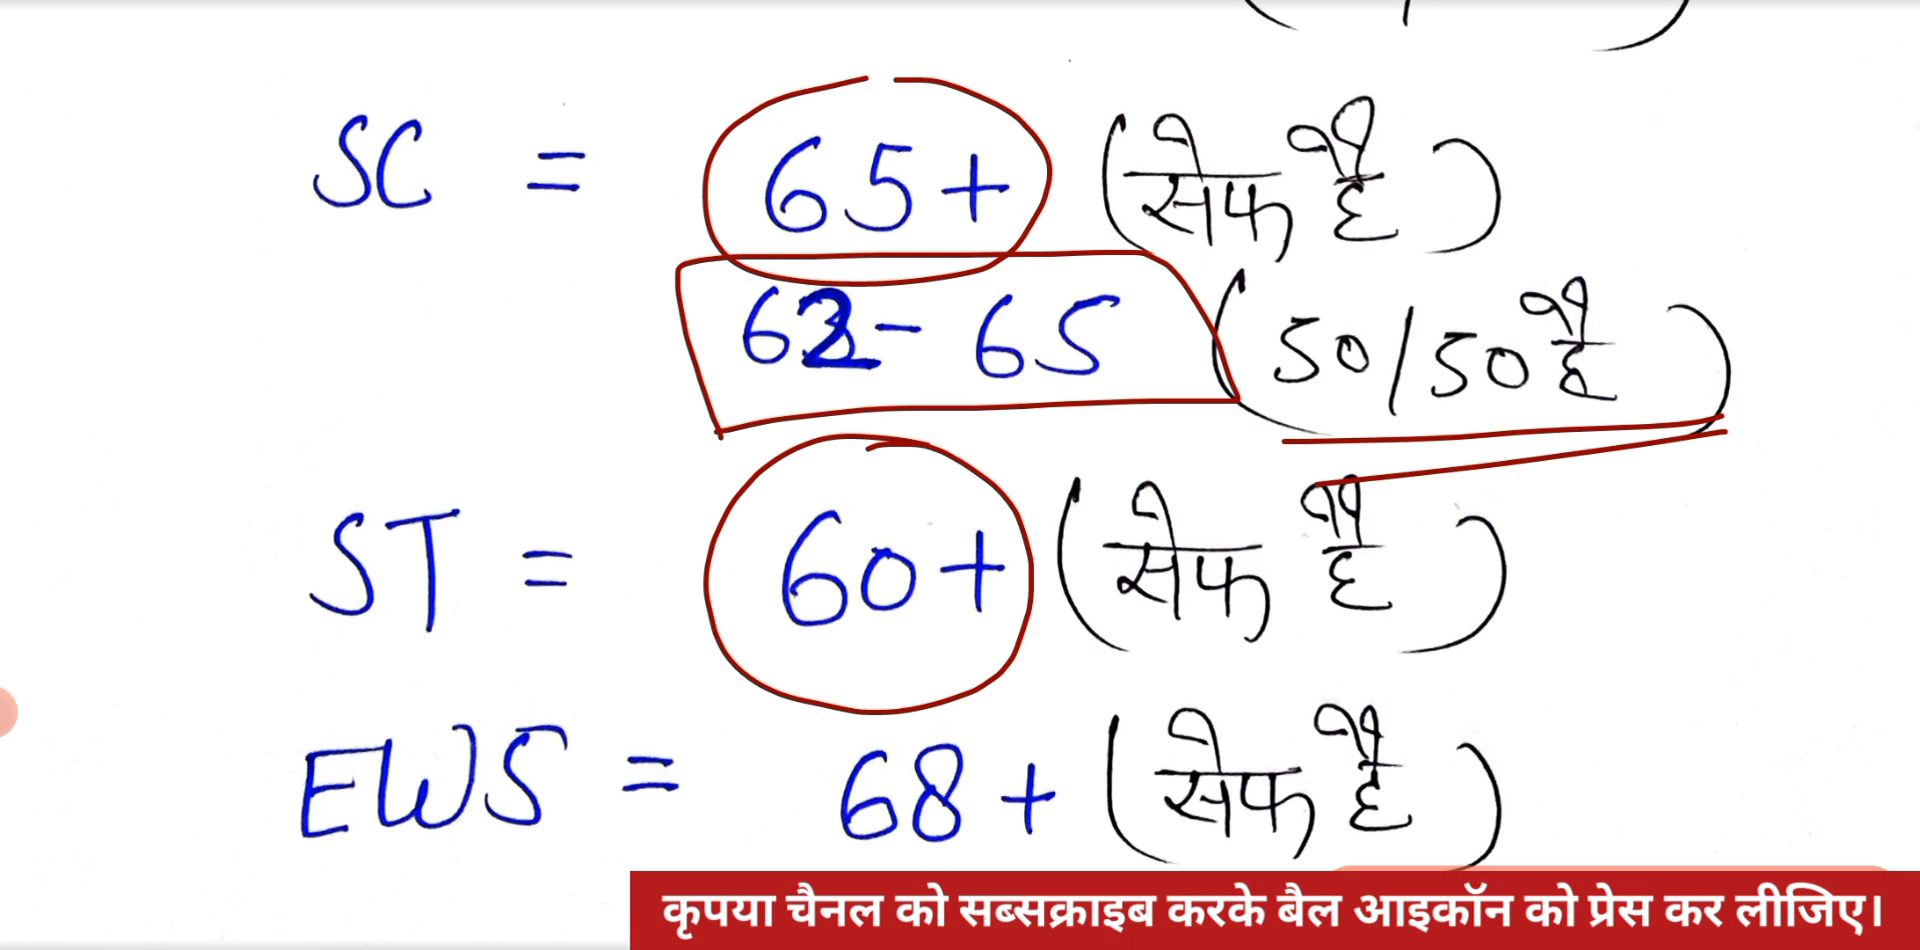 SC = 65+ (सेफ है)
62 - 65 (50/50 है)
ST = 60+ (सेफ है)
EWS = 68+ (सेफ है)
कृपया चैनल को सब्सक्राइब करके बैल आइकॉन को प्रेस कर लीजिए।